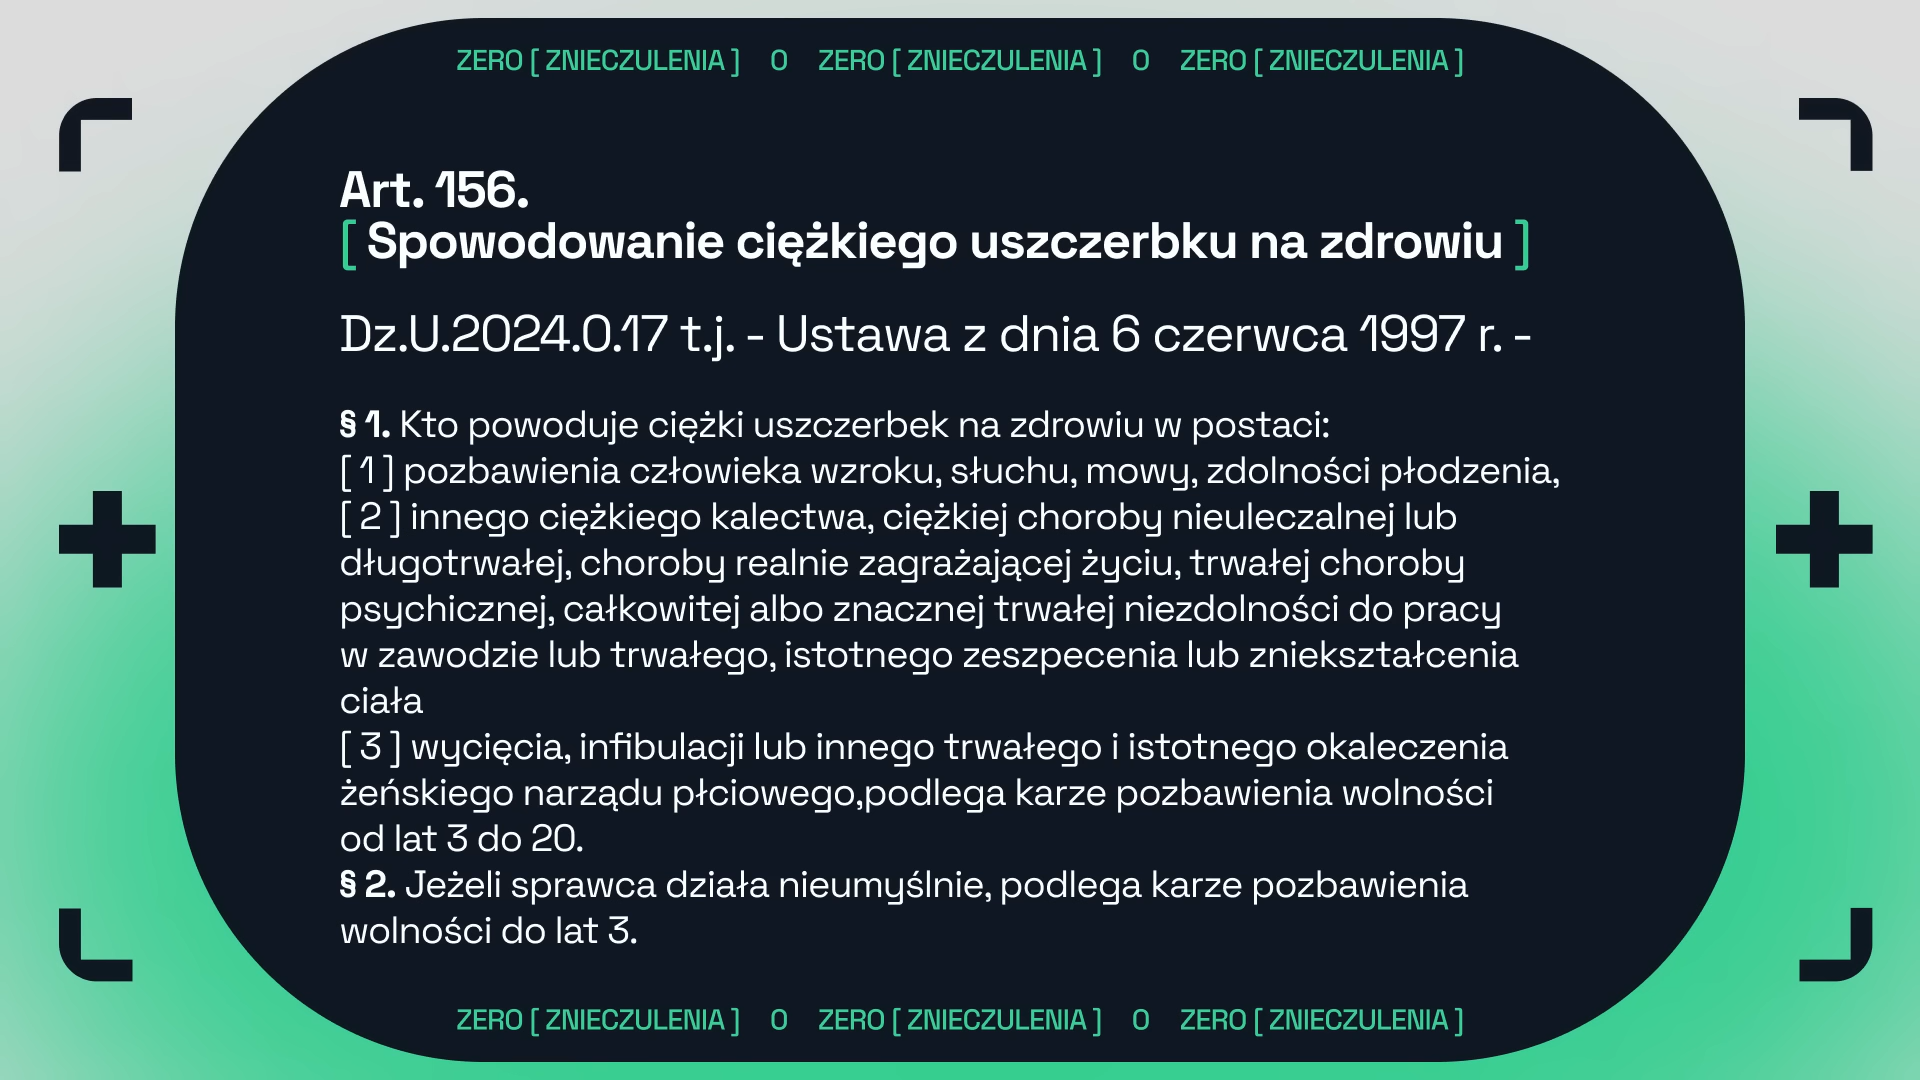 ZERO [ ZNIECZULENIA ] O ZERO [ ZNIECZULENIA ] O ZERO [ ZNIECZULENIA ]
Art. 156.
[ Spowodowanie ciężkiego uszczerbku na zdrowiu ]
Dz.U.2024.0.17 t.j. - Ustawa z dnia 6 czerwca 1997 r. -
§ 1. Kto powoduje ciężki uszczerbek na zdrowiu w postaci:
[ 1 ] pozbawienia człowieka wzroku, słuchu, mowy, zdolności płodzenia,
[ 2 ] innego ciężkiego kalectwa, ciężkiej choroby nieuleczalnej lub
długotrwałej, choroby realnie zagrażającej życiu, trwałej choroby
psychicznej, całkowitej albo znacznej trwałej niezdolności do pracy
w zawodzie lub trwałego, istotnego zeszpecenia lub zniekształcenia
ciała
[ 3 ] wycięcia, infibulacji lub innego trwałego i istotnego okaleczenia
żeńskiego narządu płciowego,podlega karze pozbawienia wolności
od lat 3 do 20.
§ 2. Jeżeli sprawca działa nieumyślnie, podlega karze pozbawienia
wolności do lat 3.
ZERO [ ZNIECZULENIA ] O ZERO [ ZNIECZULENIA ] O ZERO [ ZNIECZULENIA ]